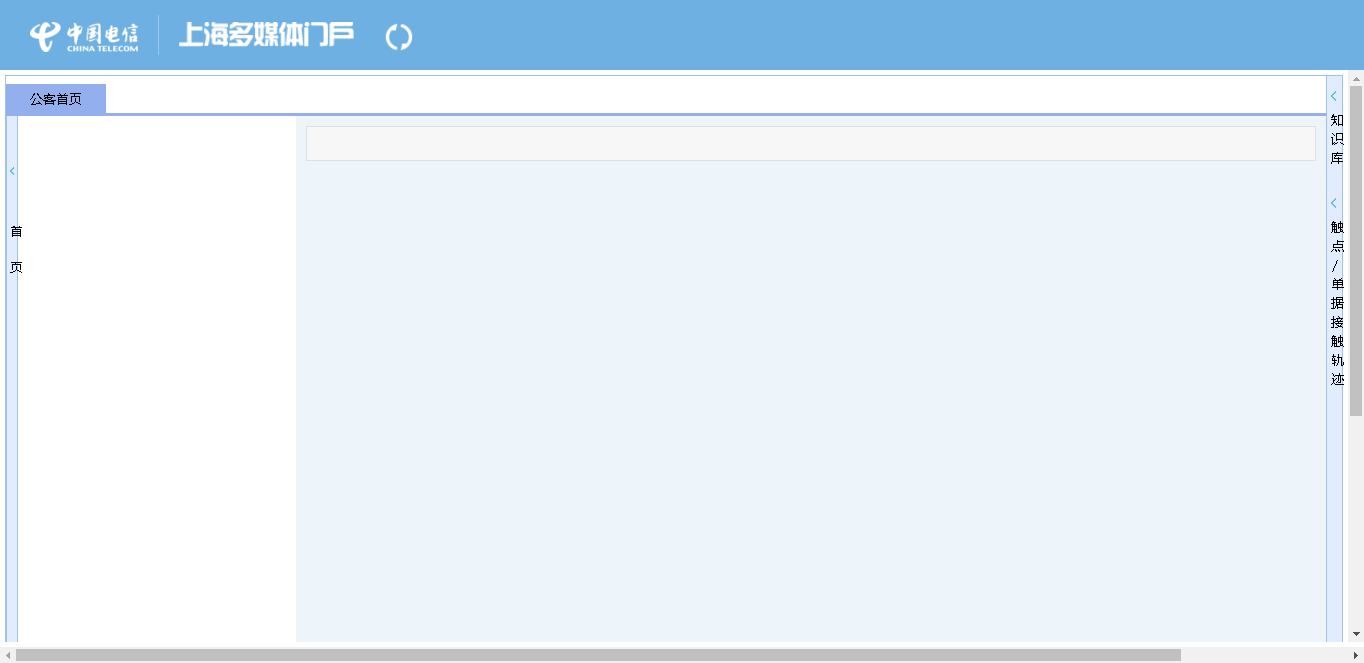 中国电信
CHINA TELECOM
上海多媒体门户
公客首页
首
页
知
识
库
触
点
/
单
据
接
触
轨
迹